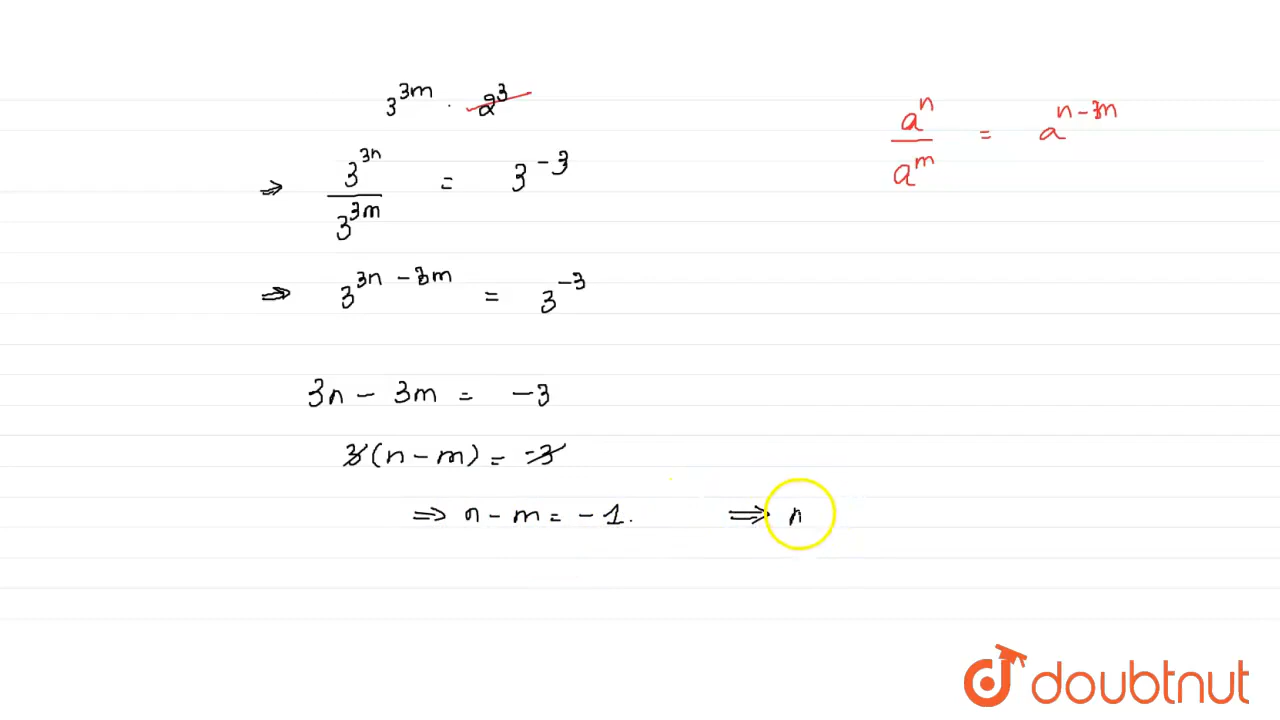 3^{3m} · 2^3
⇒ 3^{3n} / 3^{3m} = 3^{-3}
a^n / a^m = a^{n-m}
⇒ 3^{3n-3m} = 3^{-3}
3n - 3m = -3
3(n-m) = -3
⇒ n-m = -1. ⇒ n
doubtnut